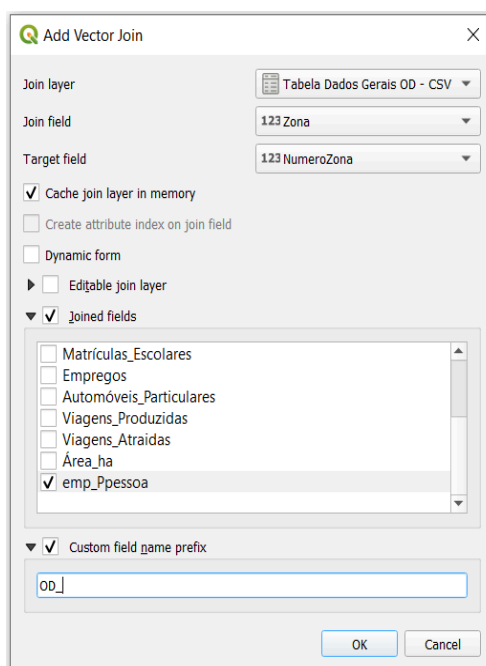 Add Vector Join
Join layer
Tabela Dados Gerais OD - CSV
Join field
123 Zona
Target field
123 NumeroZona
Cache join layer in memory
Create attribute index on join field
Dynamic form
Editable join layer
Joined fields
Matrículas_Escolares
Empregos
Automóveis_Particulares
Viagens_Produzidas
Viagens_Atraidas
Área_ha
emp_Ppessoa
Custom field name prefix
OD_
OK Cancel